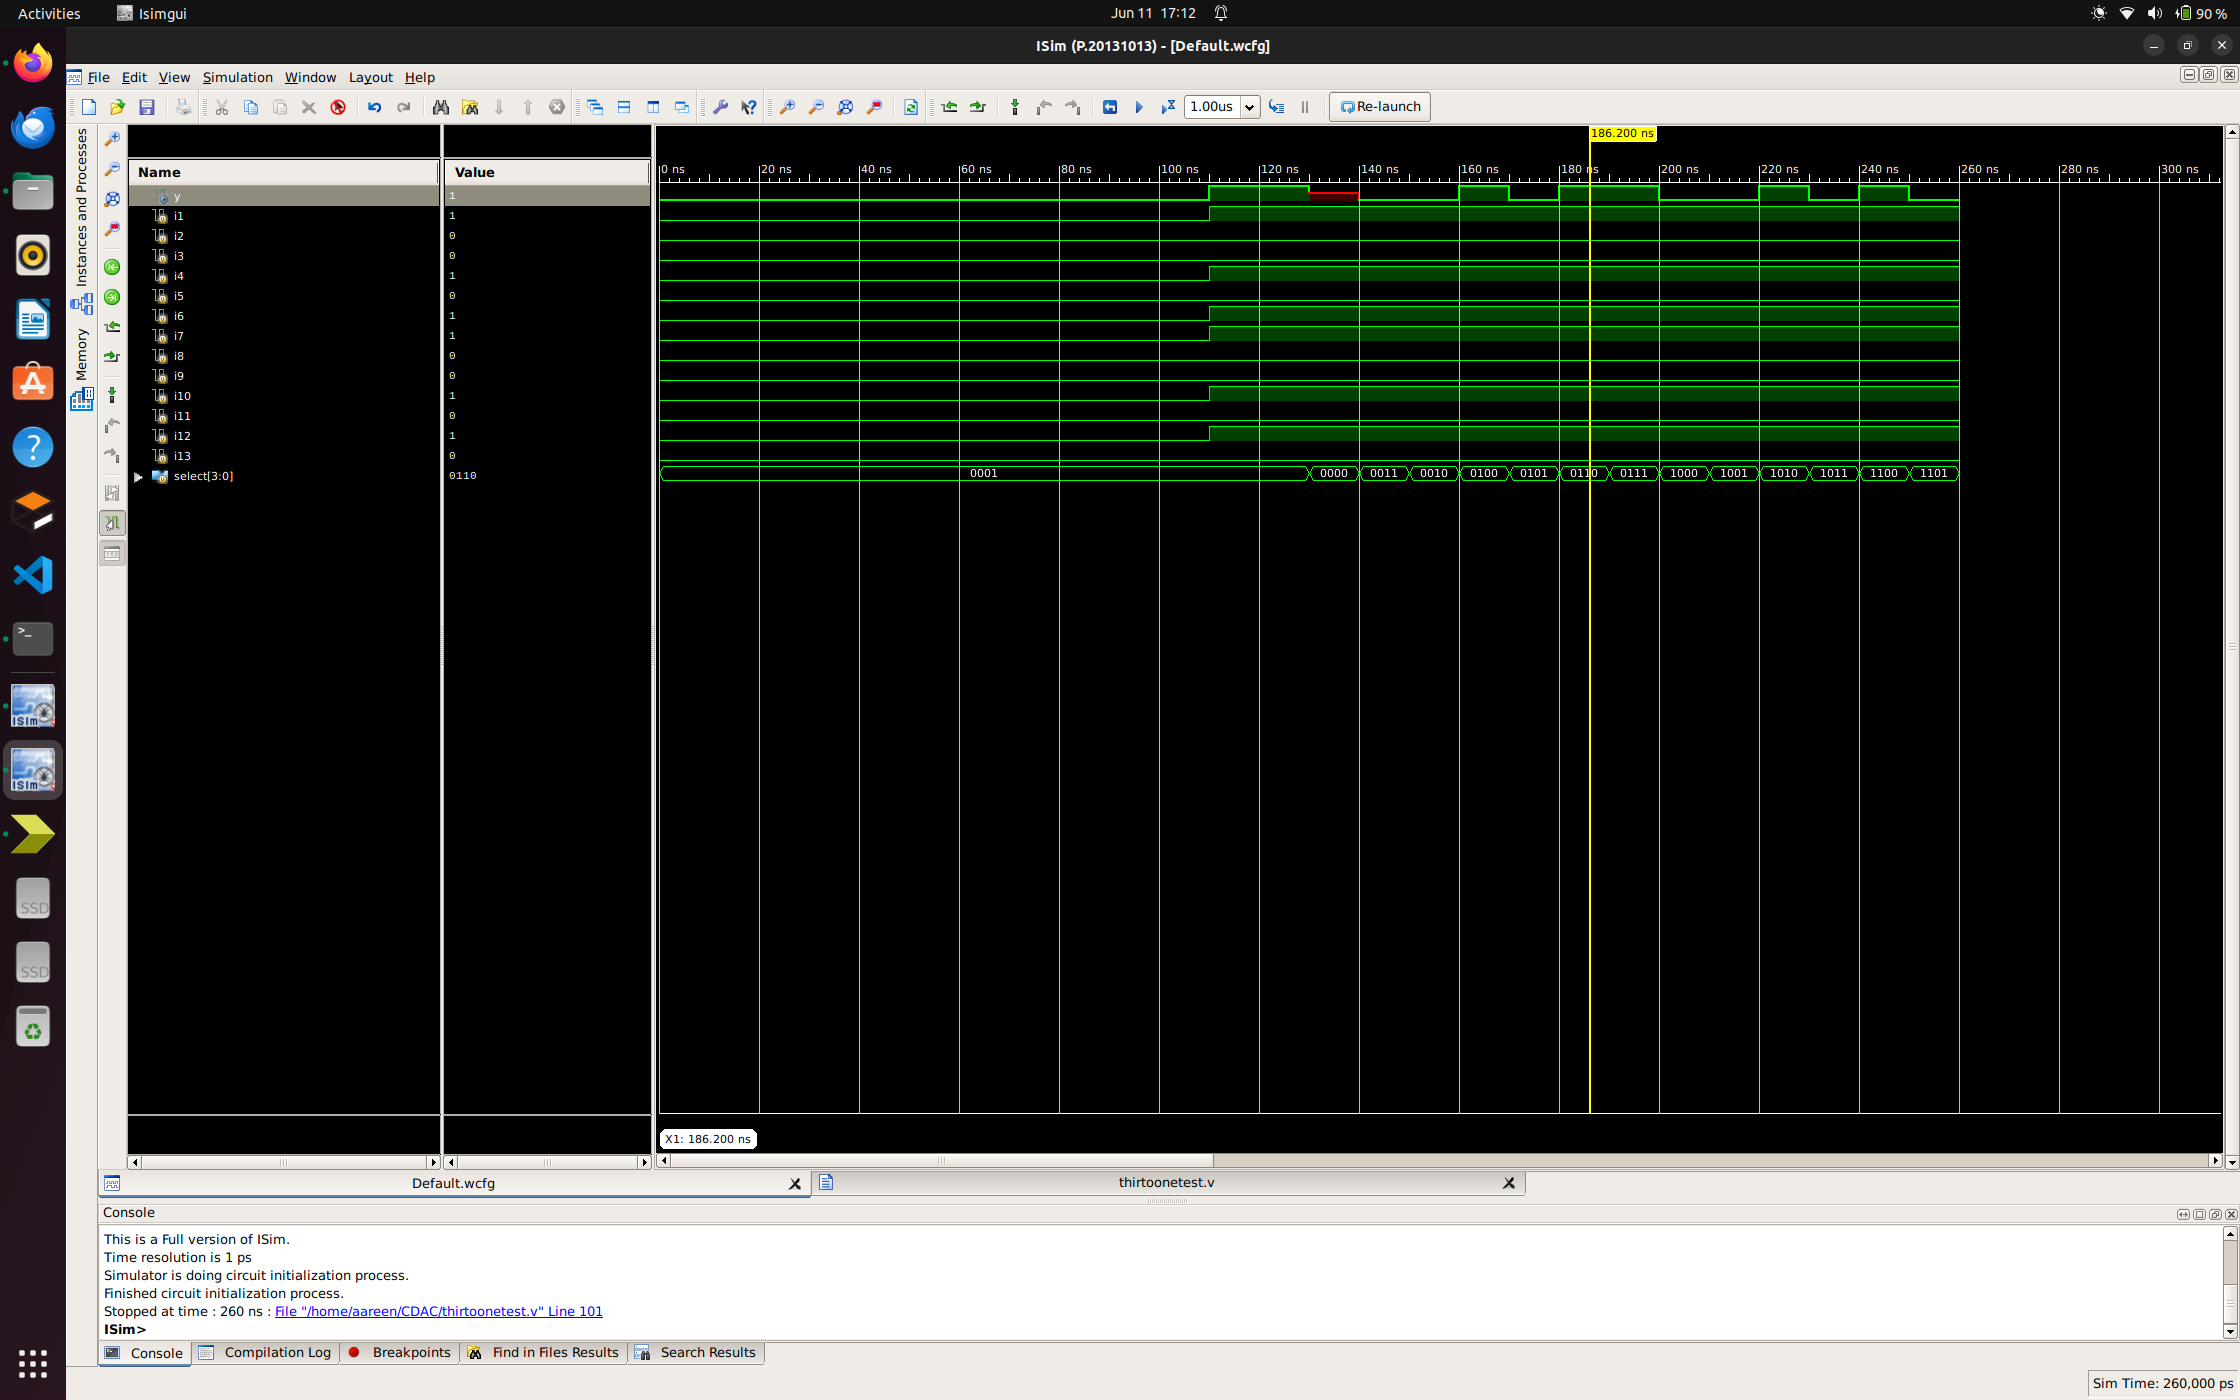 Activities Isimgui Jun 11 17:12 90 %
ISim (P.20131013) - [Default.wcfg]
File Edit View Simulation Window Layout Help
1.00us Re-launch
Instances and Processes
Memory
186.200 ns
Name Value
0 ns 20 ns 40 ns 60 ns 80 ns 100 ns 120 ns 140 ns 160 ns 180 ns 200 ns 220 ns 240 ns 260 ns 280 ns 300 ns
y 1
i1 1
i2 0
i3 0
i4 1
i5 0
i6 1
i7 1
i8 0
i9 0
i10 1
i11 0
i12 1
i13 0
select[3:0] 0110 0001 0000 0011 0010 0100 0101 0110 0111 1000 1001 1010 1011 1100 1101
ISim
ISim
SSD
SSD
X1: 186.200 ns
Default.wcfg thirtoonetest.v
Console
This is a Full version of ISim.
Time resolution is 1 ps
Simulator is doing circuit initialization process.
Finished circuit initialization process.
Stopped at time : 260 ns : File "/home/aareen/CDAC/thirtoonetest.v" Line 101
ISim>
Console Compilation Log Breakpoints Find in Files Results Search Results
Sim Time: 260,000 ps